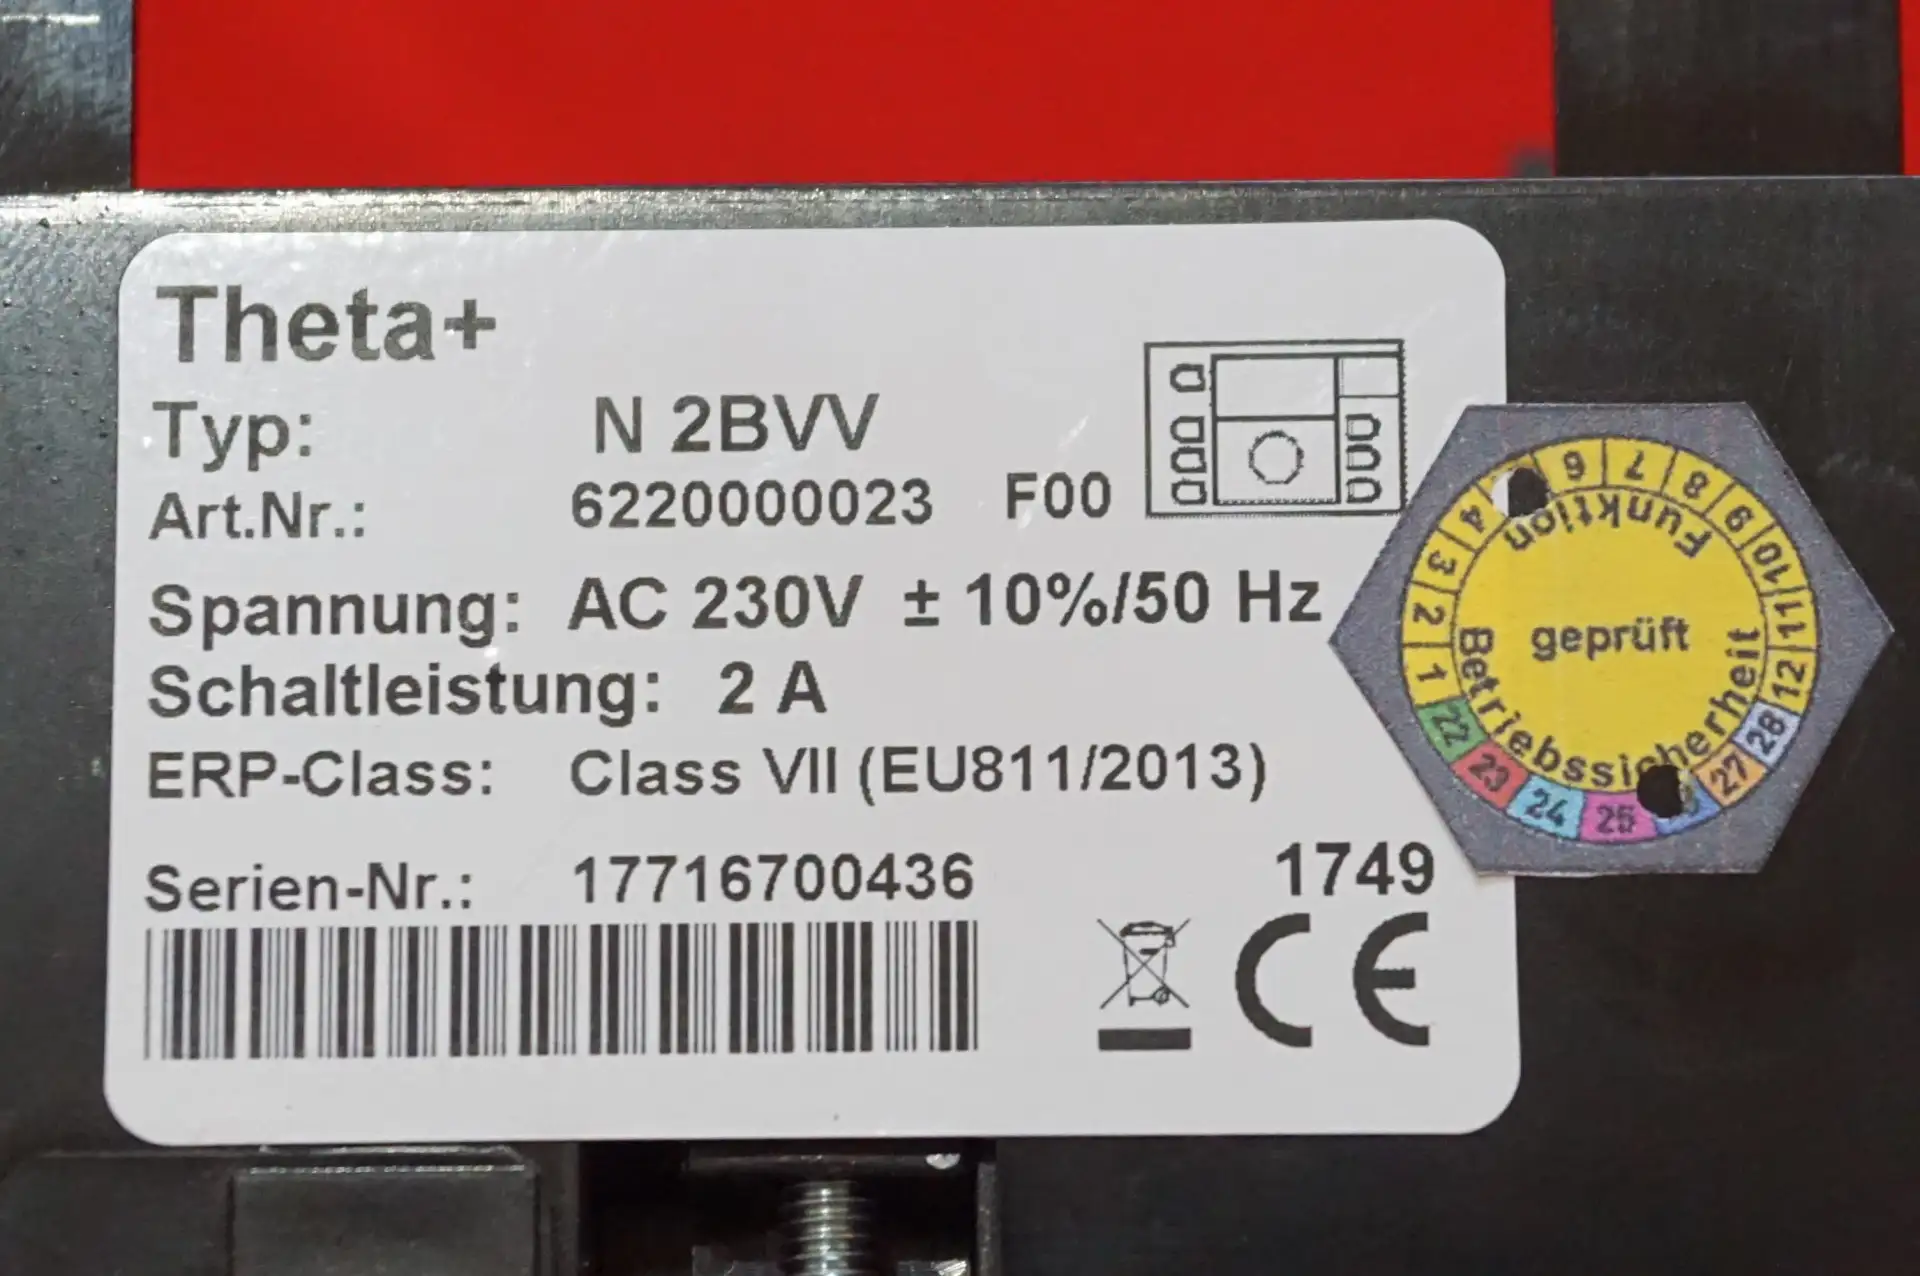 Theta+
Typ: N 2BVV
Art.Nr.: 6220000023 F00
Spannung: AC 230V ± 10%/50 Hz
Schaltleistung: 2 A
ERP-Class: Class VII (EU811/2013)
Serien-Nr.: 17716700436 1749
CE
1 2 3 4 6 7 8 9 10 11 12
Funktion
geprüft
Betriebssicherheit
22 23 24 25 27 28